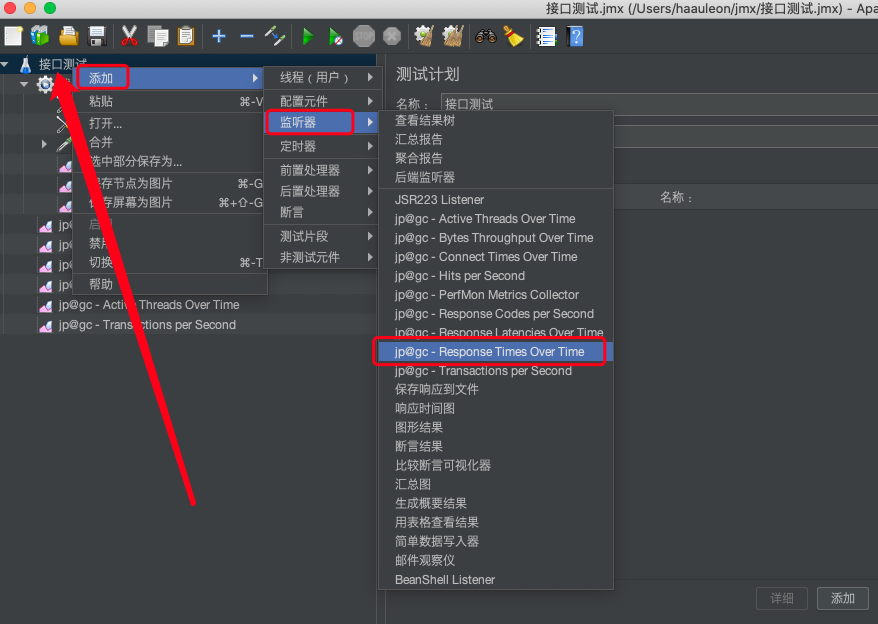 接口测试.jmx (/Users/haauleon/jmx/接口测试.jmx) - Apa
STOP
接口测试
jp@gc - Active Threads Over Time
jp@gc - Transactions per Second
添加
粘贴 ⌘-V
打开...
合并
选中部分保存为...
保存节点为图片 ⌘-G
保存屏幕为图片 ⌘+⇧-G
禁用
切换 ⌘-T
帮助
线程（用户）
配置元件
监听器
定时器
前置处理器
后置处理器
断言
测试片段
非测试元件
查看结果树
汇总报告
聚合报告
后端监听器
JSR223 Listener
jp@gc - Active Threads Over Time
jp@gc - Bytes Throughput Over Time
jp@gc - Connect Times Over Time
jp@gc - Hits per Second
jp@gc - PerfMon Metrics Collector
jp@gc - Response Codes per Second
jp@gc - Response Latencies Over Time
jp@gc - Response Times Over Time
jp@gc - Transactions per Second
保存响应到文件
响应时间图
图形结果
断言结果
比较断言可视化器
汇总图
生成概要结果
用表格查看结果
简单数据写入器
邮件观察仪
BeanShell Listener
测试计划
名称： 接口测试
名称：
详细
添加